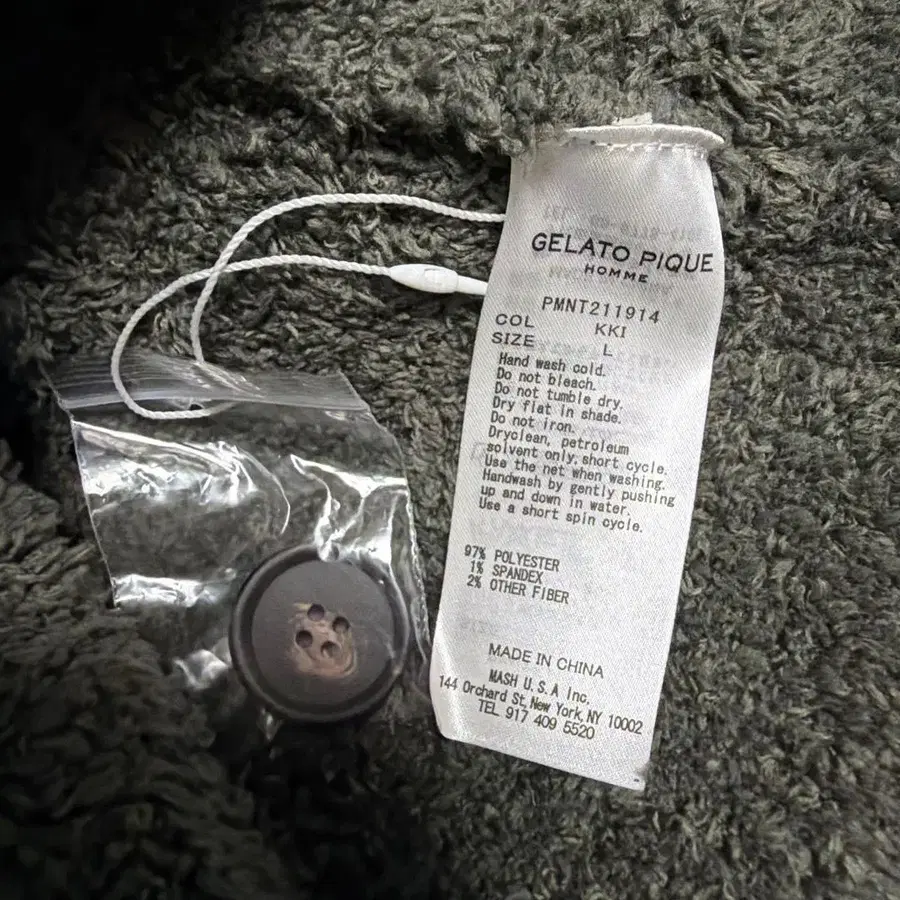 GELATO PIQUE
HOMME
PMNT211914
COL KKI
SIZE L
Hand wash cold.
Do not bleach.
Do not tumble dry.
Dry flat in shade.
Do not iron.
Dryclean, petroleum
solvent only,short cycle.
Use the net when washing.
Handwash by gently pushing
up and down in water.
Use a short spin cycle.
97% POLYESTER
1% SPANDEX
2% OTHER FIBER
MADE IN CHINA
MASH U.S.A Inc.
144 Orchard St, New York, NY 10002
TEL 917 409 5520